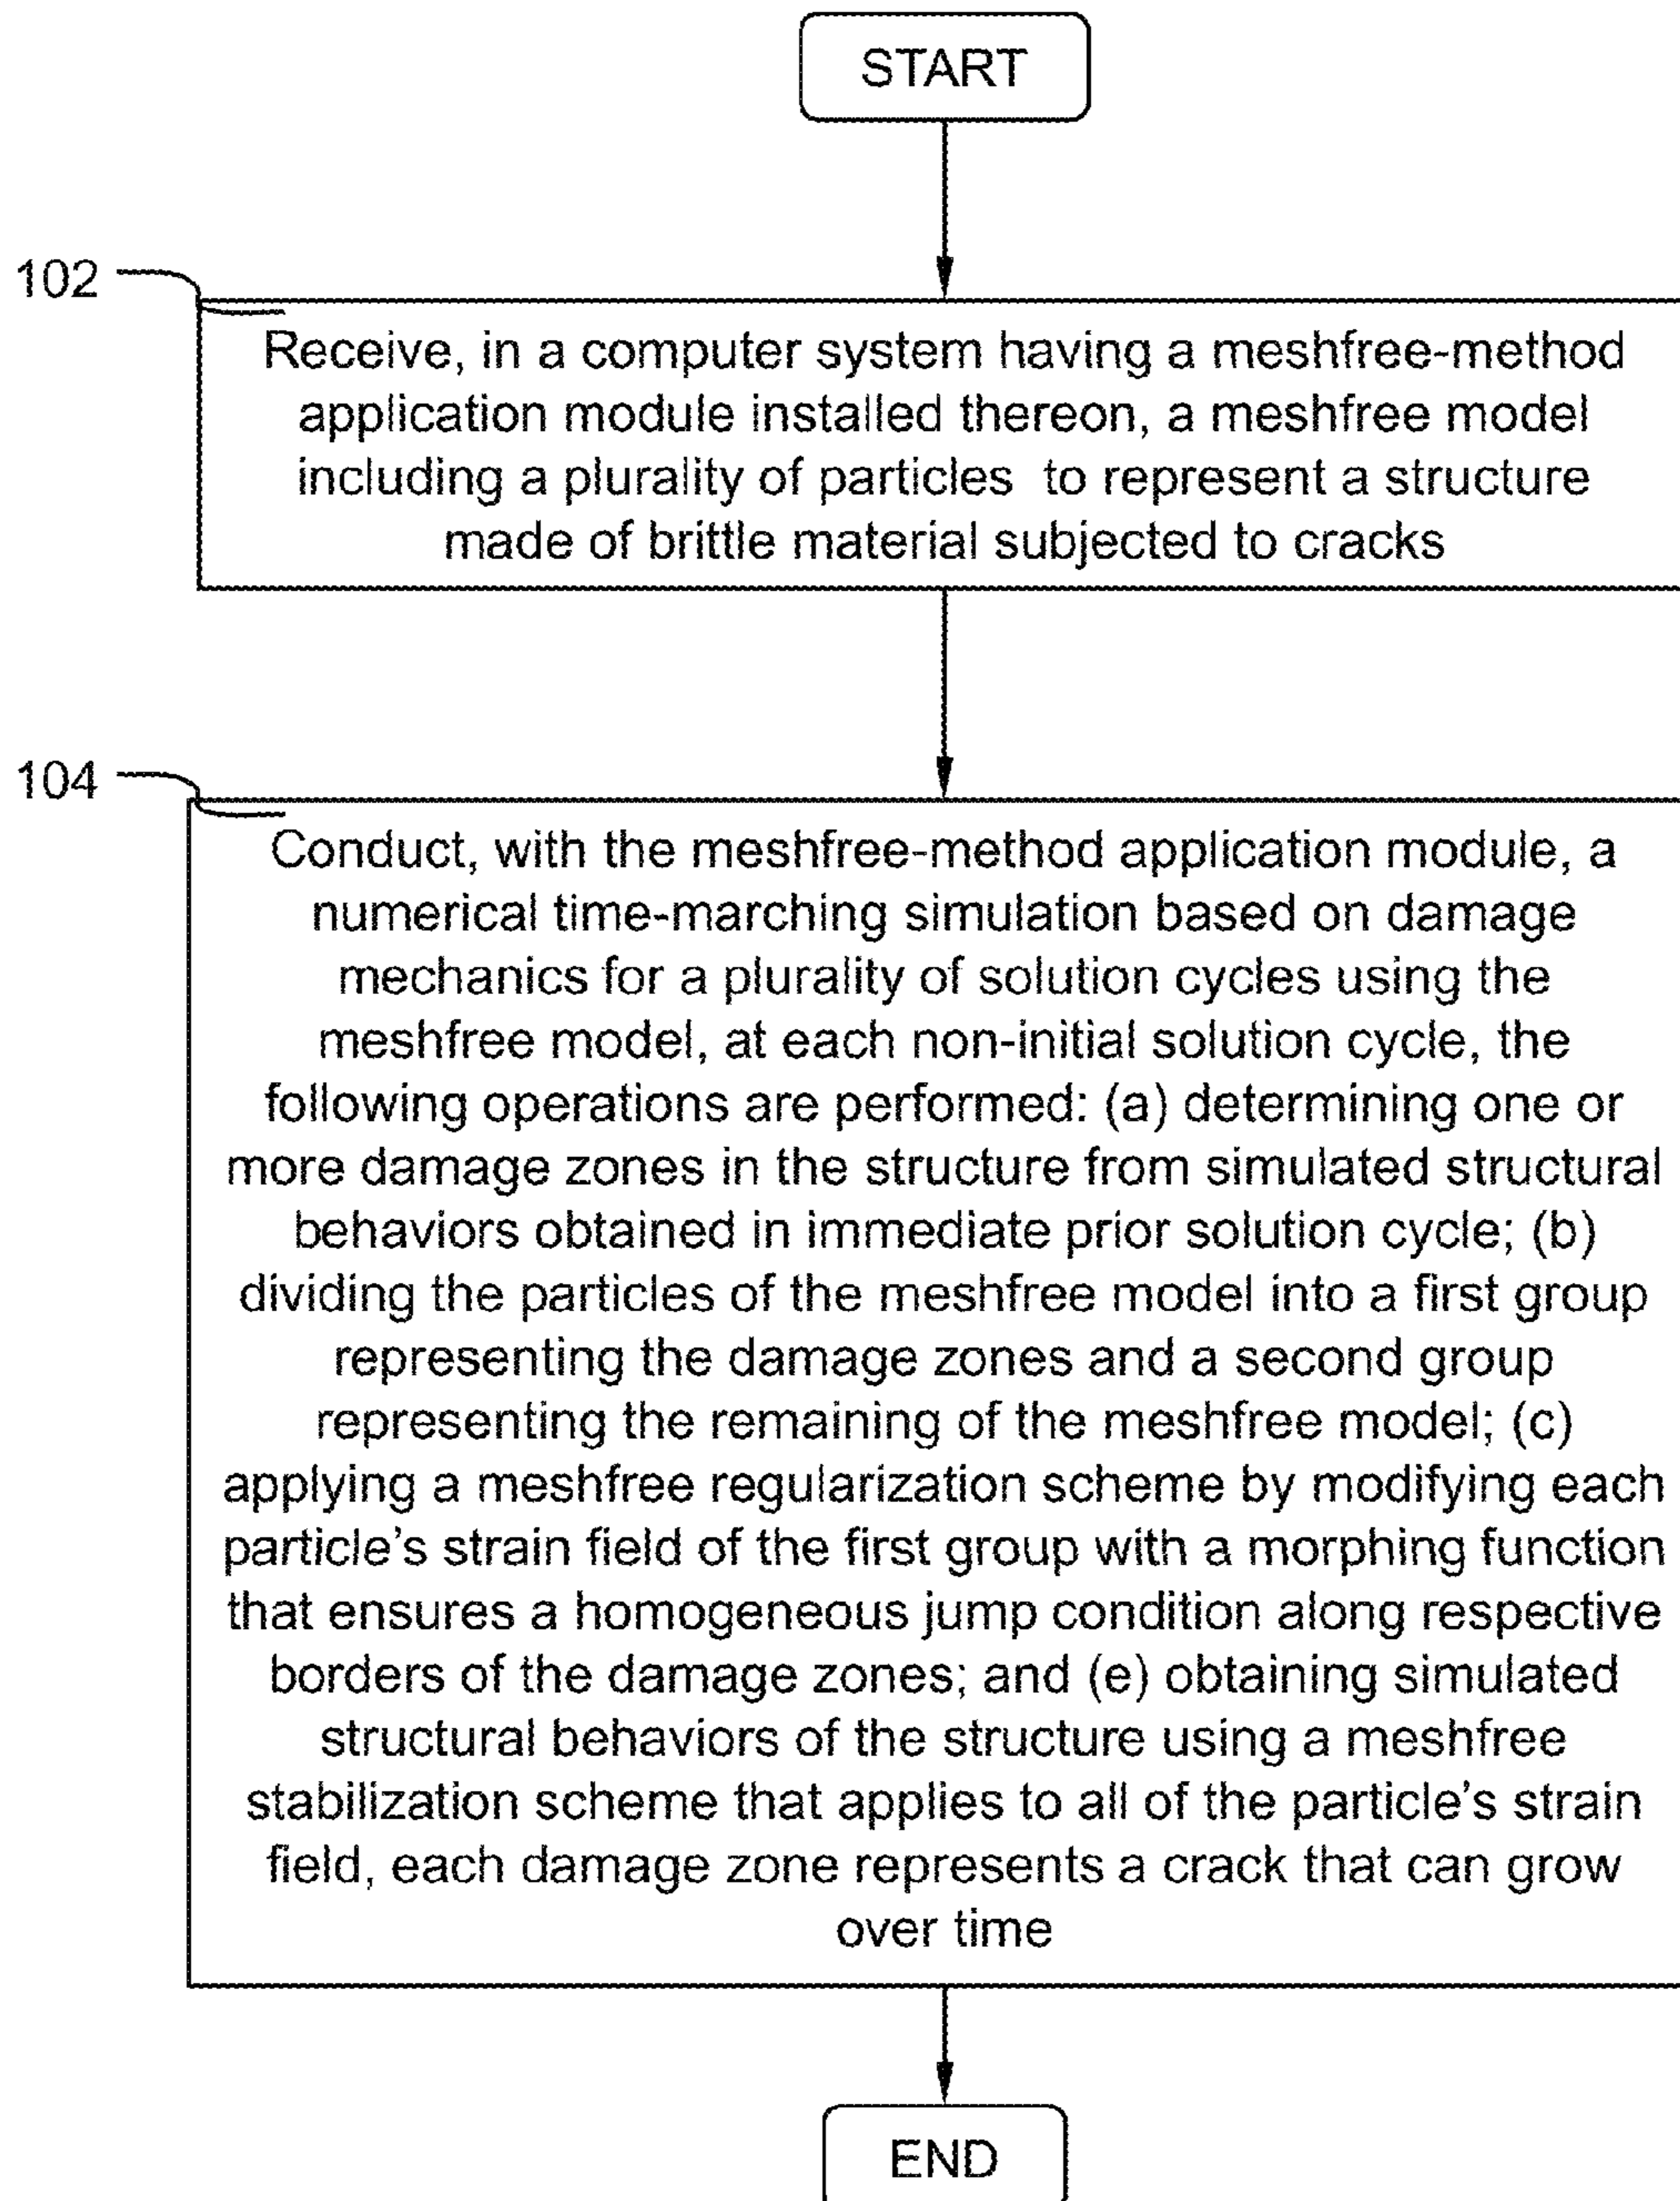 START
102
Receive, in a computer system having a meshfree-method
application module installed thereon, a meshfree model
including a plurality of particles to represent a structure
made of brittle material subjected to cracks
104
Conduct, with the meshfree-method application module, a
numerical time-marching simulation based on damage
mechanics for a plurality of solution cycles using the
meshfree model, at each non-initial solution cycle, the
following operations are performed: (a) determining one or
more damage zones in the structure from simulated structural
behaviors obtained in immediate prior solution cycle; (b)
dividing the particles of the meshfree model into a first group
representing the damage zones and a second group
representing the remaining of the meshfree model; (c)
applying a meshfree regularization scheme by modifying each
particle's strain field of the first group with a morphing function
that ensures a homogeneous jump condition along respective
borders of the damage zones; and (e) obtaining simulated
structural behaviors of the structure using a meshfree
stabilization scheme that applies to all of the particle's strain
field, each damage zone represents a crack that can grow
over time
END